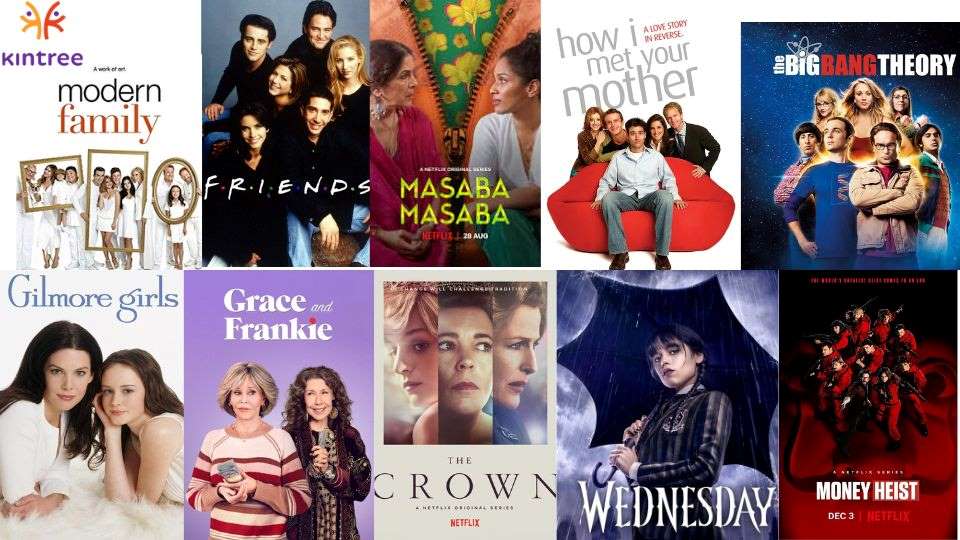 KINTREE
A work of art.
modern
family
F·R·I·E·N·D·S
A NETFLIX ORIGINAL SERIES
MASABA
MASABA
NETFLIX | 28 AUG
how i
A LOVE STORY
IN REVERSE.
met your
mother
the BIG BANG THEORY
Gilmore girls
Grace and
Frankie
CHANGE WILL CHALLENGE TRADITION
THE
CROWN
A NETFLIX ORIGINAL SERIES
NETFLIX
WEDNESDAY
THE WORLD'S GREATEST HEIST COMES TO AN END
A NETFLIX SERIES
MONEY HEIST
DEC 3 | NETFLIX